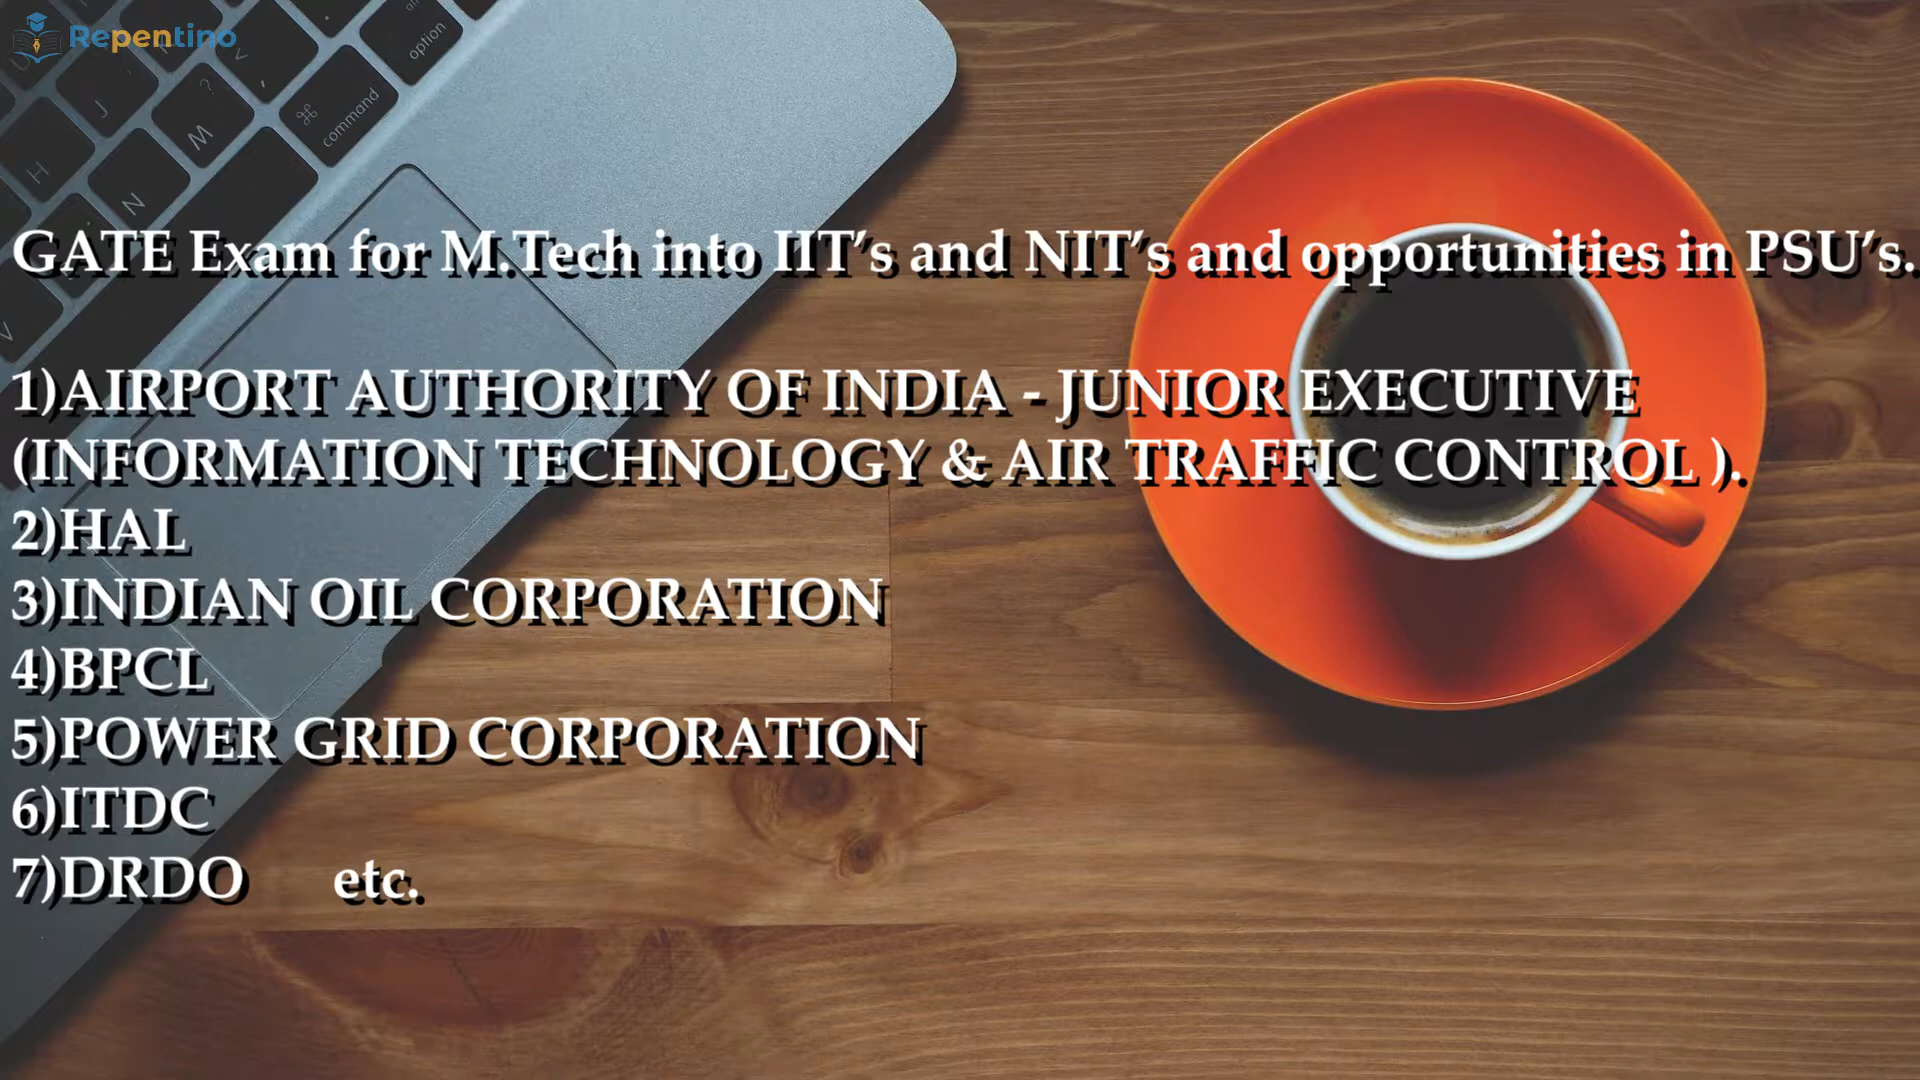 Repentino
option
command
J
M
H
N
V
GATE Exam for M.Tech into IIT's and NIT's and opportunities in PSU's.
1)AIRPORT AUTHORITY OF INDIA - JUNIOR EXECUTIVE
(INFORMATION TECHNOLOGY & AIR TRAFFIC CONTROL ).
2)HAL
3)INDIAN OIL CORPORATION
4)BPCL
5)POWER GRID CORPORATION
6)ITDC
7)DRDO etc.